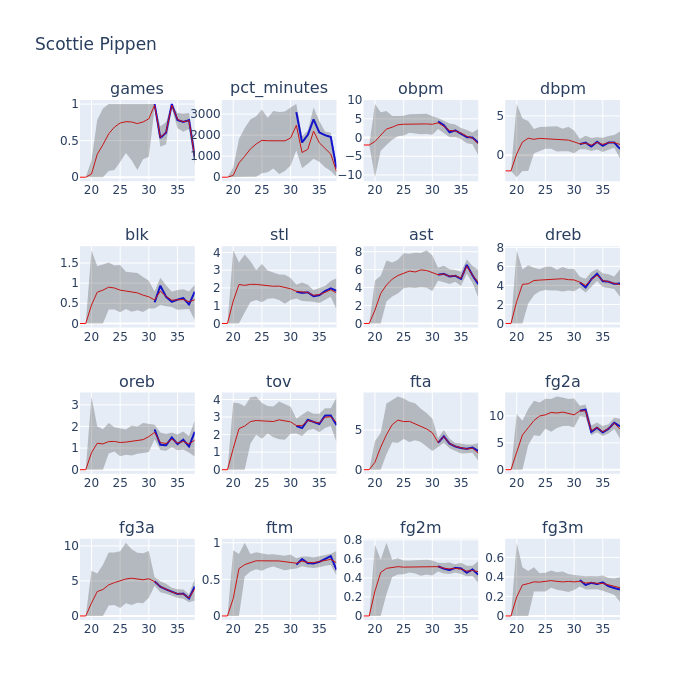 Scottie Pippen
games pct_minutes obpm dbpm
1 0.5 0
3000 2000 1000 0
10 5 0 −5 −10
5 0
20 25 30 35 20 25 30 35 20 25 30 35 20 25 30 35
blk stl ast dreb
1.5 1 0.5 0
4 3 2 1 0
8 6 4 2 0
8 6 4 2 0
20 25 30 35 20 25 30 35 20 25 30 35 20 25 30 35
oreb tov fta fg2a
3 2 1 0
4 3 2 1 0
5 0
10 5 0
20 25 30 35 20 25 30 35 20 25 30 35 20 25 30 35
fg3a ftm fg2m fg3m
10 5 0
1 0.5 0
0.8 0.6 0.4 0.2 0
0.6 0.4 0.2 0
20 25 30 35 20 25 30 35 20 25 30 35 20 25 30 35